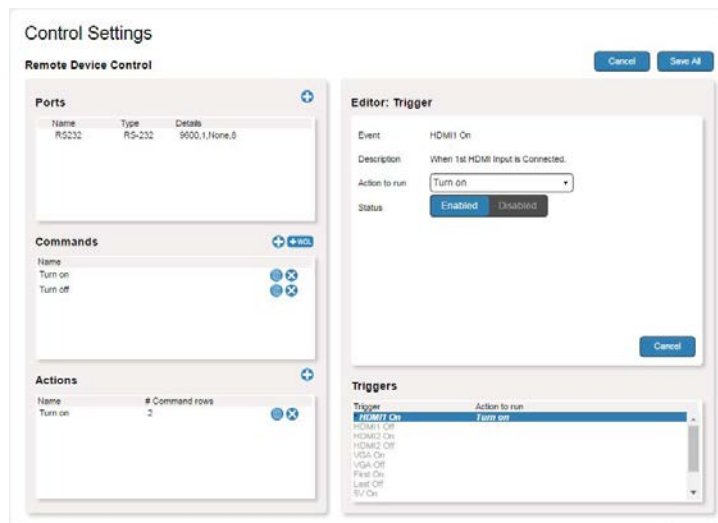 Control Settings
Remote Device Control
Cancel
Save All
Ports
Name Type Details
RS232 RS-232 9600,1,None,8
Commands
+WOL
Name
Turn on
Turn off
Actions
Name # Command rows
Turn on 2
Editor: Trigger
Event HDMI1 On
Description When 1st HDMI Input is Connected.
Action to run Turn on
Status Enabled Disabled
Cancel
Triggers
Trigger Action to run
*HDMI1 On Turn on
HDMI1 Off
HDMI2 On
HDMI2 Off
VGA On
VGA Off
First On
Last Off
5V On